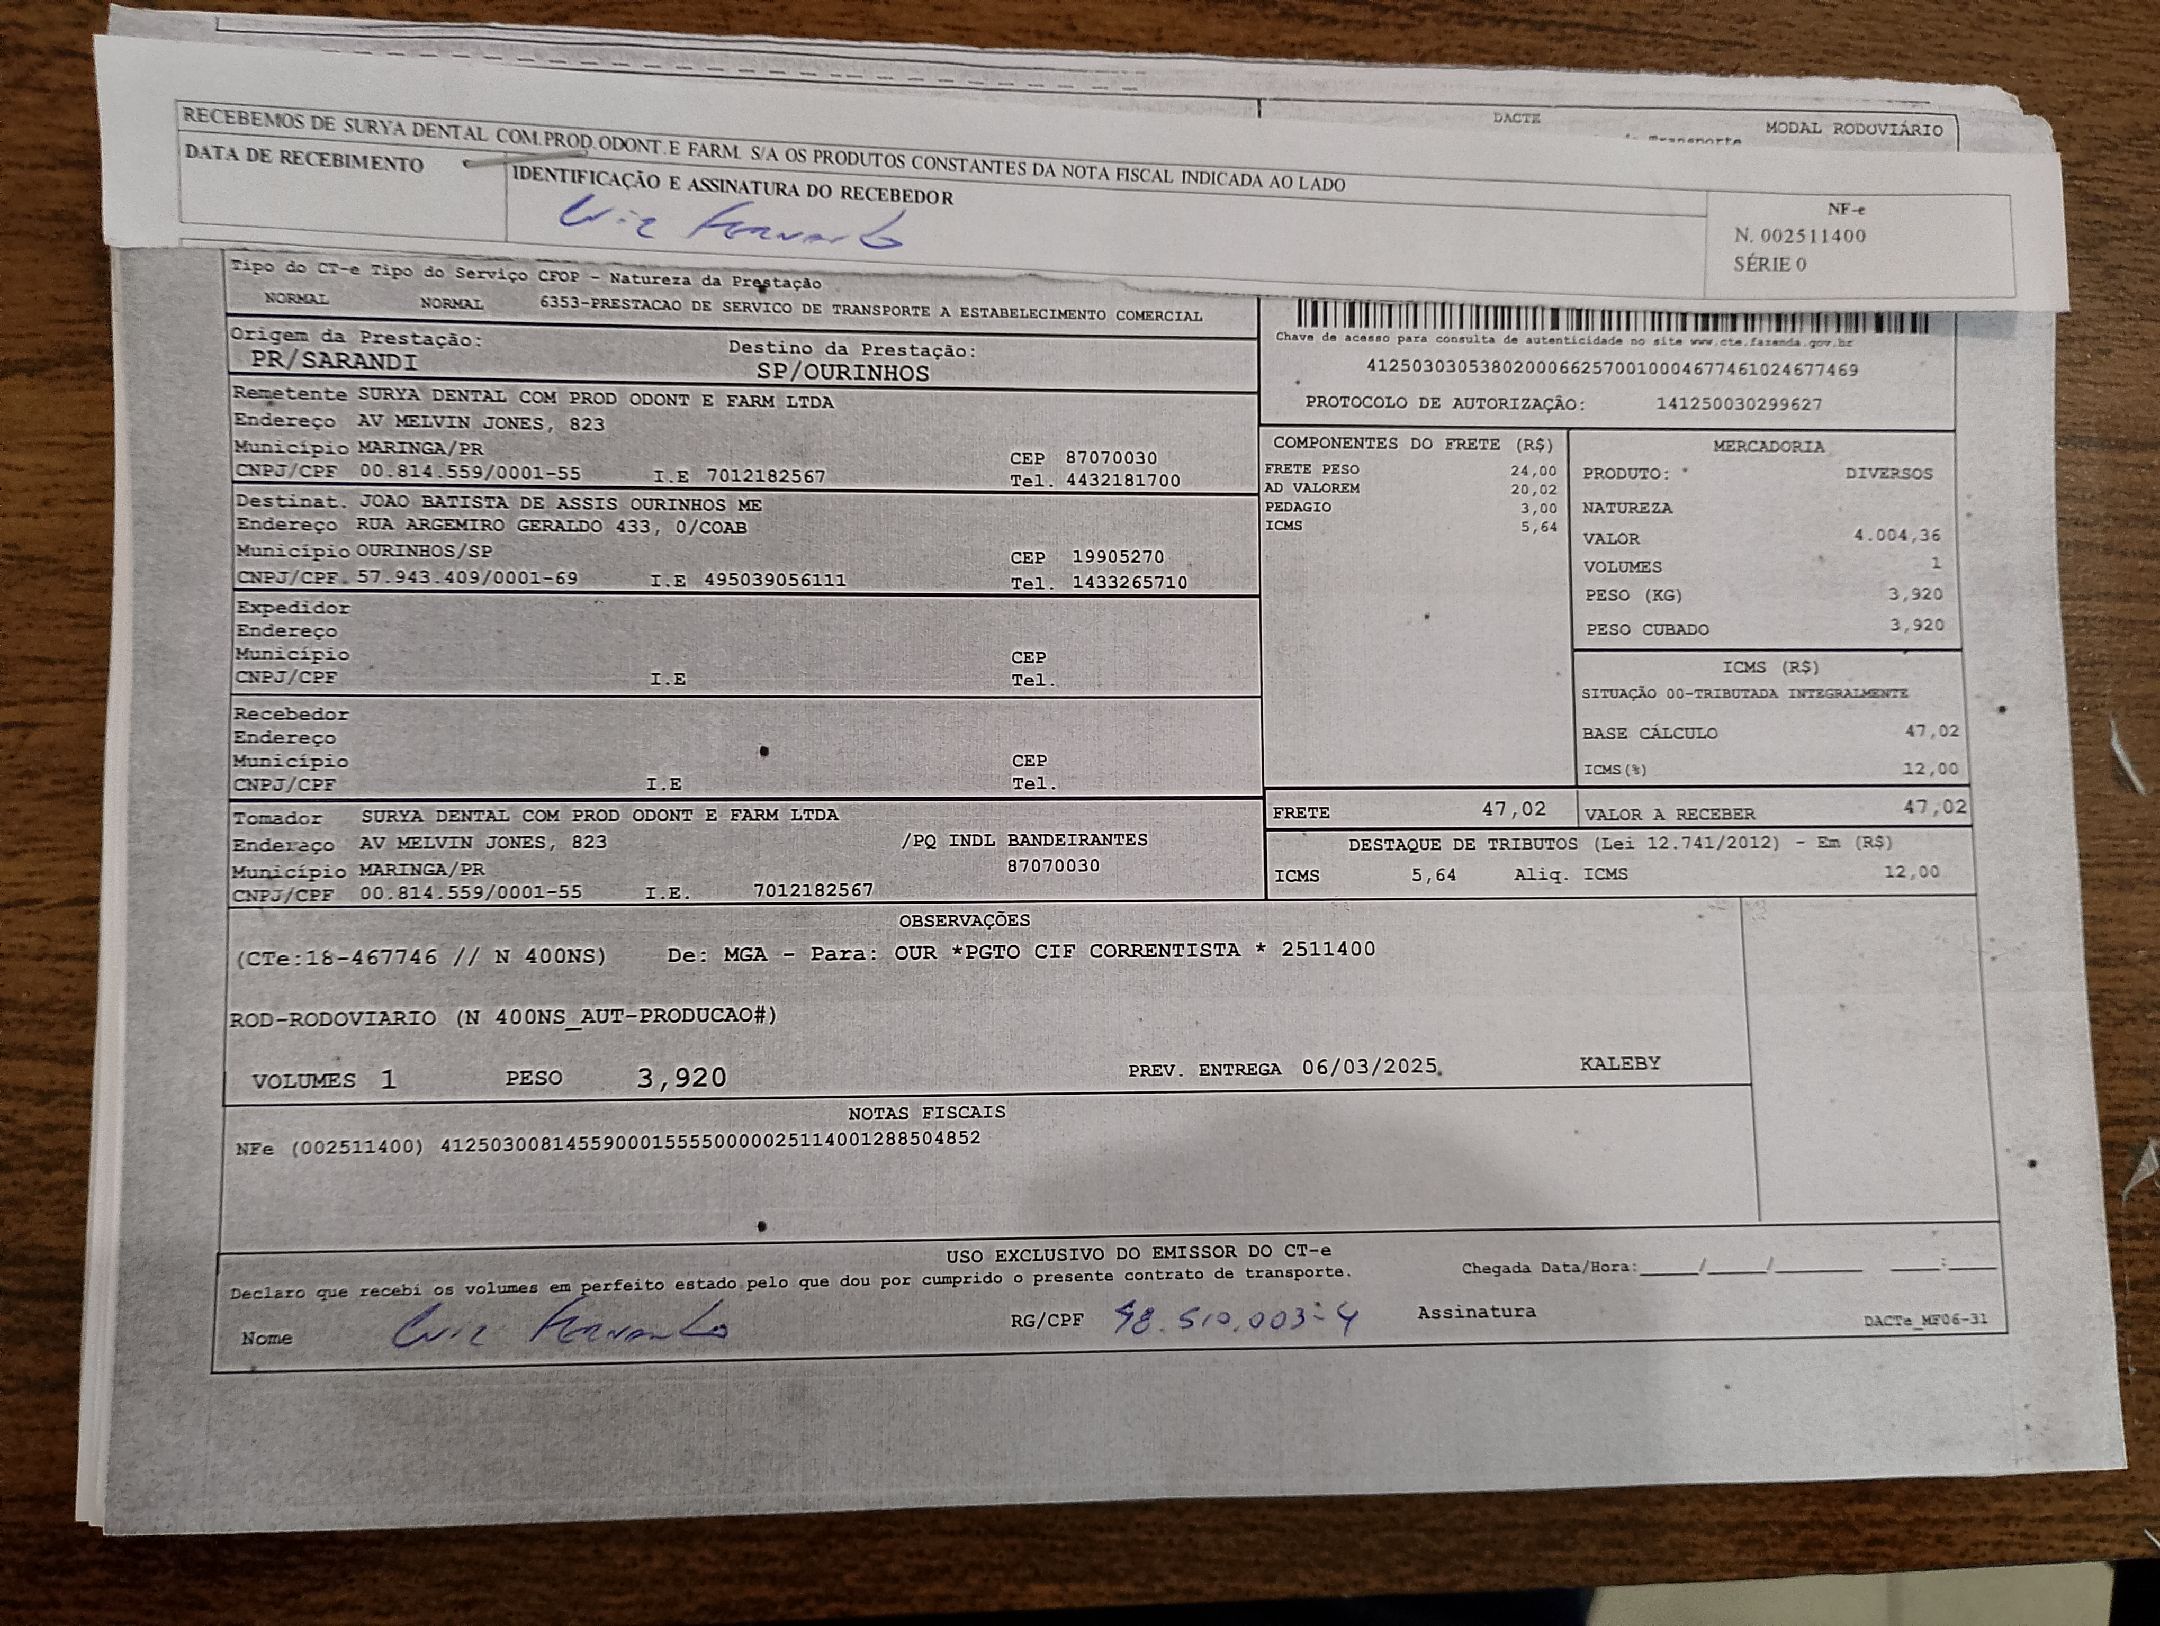 DACTE
MODAL RODOVIÁRIO
RECEBEMOS DE SURYA DENTAL COM.PROD.ODONT.E FARM. S/A OS PRODUTOS CONSTANTES DA NOTA FISCAL INDICADA AO LADO
DATA DE RECEBIMENTO
IDENTIFICAÇÃO E ASSINATURA DO RECEBEDOR
Luiz Fernando
NF-e
N. 002511400
SÉRIE 0
Tipo do CT-e Tipo do Serviço CFOP - Natureza da Prestação
NORMAL NORMAL 6353-PRESTACAO DE SERVICO DE TRANSPORTE A ESTABELECIMENTO COMERCIAL
Origem da Prestação: Destino da Prestação:
PR/SARANDI SP/OURINHOS
Chave de acesso para consulta de autenticidade no site www.cte.fazenda.gov.br
41250303053802000662570010004677461024677469
PROTOCOLO DE AUTORIZAÇÃO: 141250030299627
Remetente SURYA DENTAL COM PROD ODONT E FARM LTDA
Endereço AV MELVIN JONES, 823
Município MARINGA/PR CEP 87070030
CNPJ/CPF 00.814.559/0001-55 I.E 7012182567 Tel. 4432181700
Destinat. JOAO BATISTA DE ASSIS OURINHOS ME
Endereço RUA ARGEMIRO GERALDO 433, 0/COAB
Município OURINHOS/SP CEP 19905270
CNPJ/CPF. 57.943.409/0001-69 I.E 495039056111 Tel. 1433265710
Expedidor
Endereço
Município CEP
CNPJ/CPF I.E Tel.
Recebedor
Endereço
Município CEP
CNPJ/CPF I.E Tel.
Tomador SURYA DENTAL COM PROD ODONT E FARM LTDA
Endereço AV MELVIN JONES, 823 /PQ INDL BANDEIRANTES
Município MARINGA/PR 87070030
CNPJ/CPF 00.814.559/0001-55 I.E. 7012182567
COMPONENTES DO FRETE (R$)
FRETE PESO 24,00
AD VALOREM 20,02
PEDAGIO 3,00
ICMS 5,64
MERCADORIA
PRODUTO: * DIVERSOS
NATUREZA
VALOR 4.004,36
VOLUMES 1
PESO (KG) 3,920
PESO CUBADO 3,920
ICMS (R$)
SITUAÇÃO 00-TRIBUTADA INTEGRALMENTE
BASE CÁLCULO 47,02
ICMS(%) 12,00
FRETE 47,02 VALOR A RECEBER 47,02
DESTAQUE DE TRIBUTOS (Lei 12.741/2012) - Em (R$)
ICMS 5,64 Aliq. ICMS 12,00
OBSERVAÇÕES
(CTe:18-467746 // N 400NS) De: MGA - Para: OUR *PGTO CIF CORRENTISTA * 2511400
ROD-RODOVIARIO (N 400NS_AUT-PRODUCAO#)
VOLUMES 1 PESO 3,920 PREV. ENTREGA 06/03/2025 KALEBY
NOTAS FISCAIS
NFe (002511400) 41250300814559000155550000025114001288504852
USO EXCLUSIVO DO EMISSOR DO CT-e
Declaro que recebi os volumes em perfeito estado pelo que dou por cumprido o presente contrato de transporte. Chegada Data/Hora:____/____/______ ___:___
Nome Luiz Fernando RG/CPF 48.510.003-4 Assinatura
DACTe_MF06-31